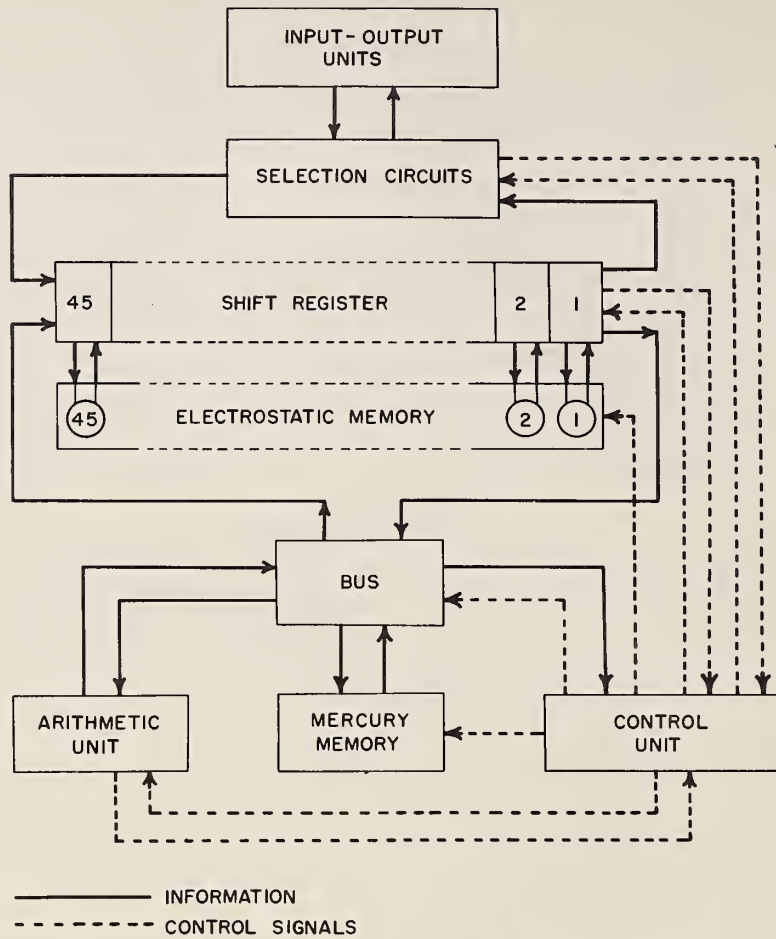 INPUT-OUTPUT
UNITS
SELECTION CIRCUITS
45 SHIFT REGISTER 2 1
45 ELECTROSTATIC MEMORY 2 1
BUS
ARITHMETIC
UNIT
MERCURY
MEMORY
CONTROL
UNIT
INFORMATION
CONTROL SIGNALS